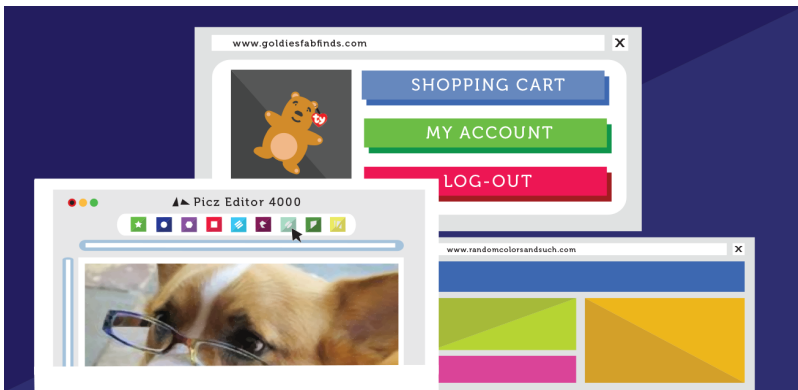 www.goldiesfabfinds.com
X
SHOPPING CART
ty
MY ACCOUNT
LOG-OUT
Picz Editor 4000
www.randomcolorsandsuch.com
X